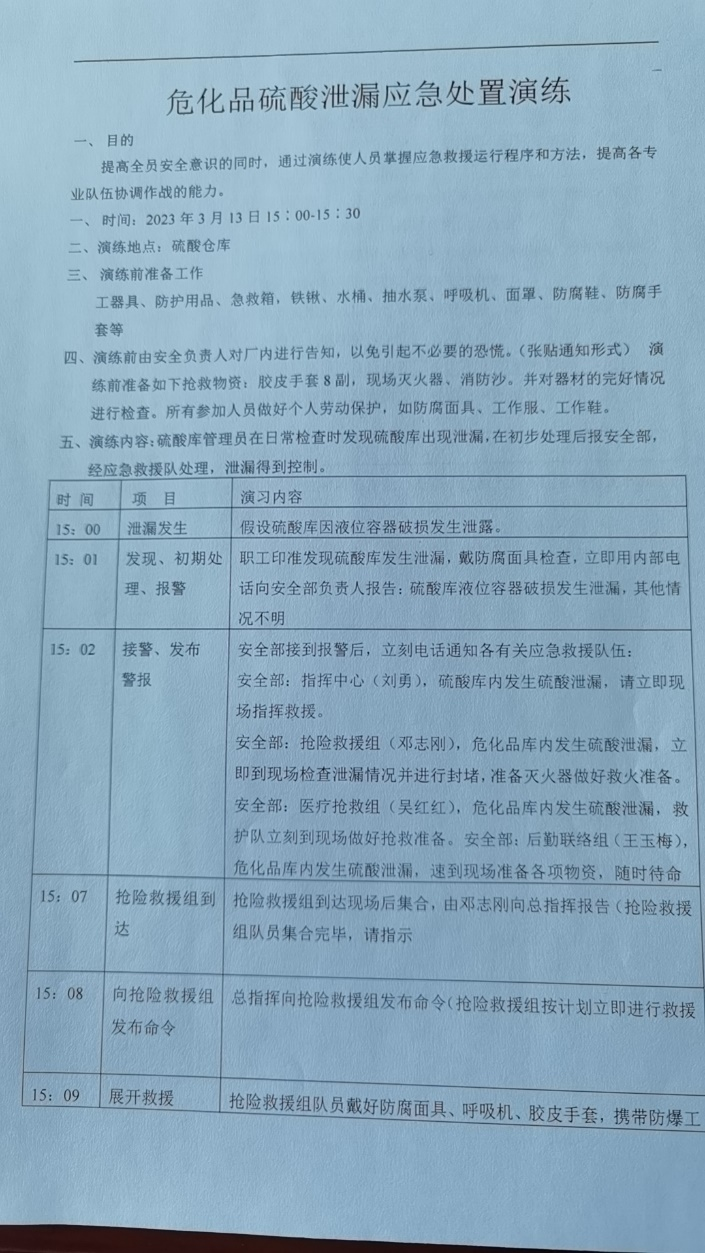 危化品硫酸泄漏应急处置演练
一、 目的
提高全员安全意识的同时，通过演练使人员掌握应急救援运行程序和方法，提高各专
业队伍协调作战的能力。
一、 时间：2023 年 3 月 13 日 15：00-15：30
二、演练地点：硫酸仓库
三、 演练前准备工作
工器具、防护用品、急救箱，铁锹、水桶、抽水泵、呼吸机、面罩、防腐鞋、防腐手
套等
四、演练前由安全负责人对厂内进行告知，以免引起不必要的恐慌。（张贴通知形式） 演
练前准备如下抢救物资：胶皮手套 8 副，现场灭火器、消防沙。并对器材的完好情况
进行检查。所有参加人员做好个人劳动保护，如防腐面具、工作服、工作鞋。
五、演练内容：硫酸库管理员在日常检查时发现硫酸库出现泄漏，在初步处理后报安全部，
经应急救援队处理，泄漏得到控制。
时 间 项 目 演习内容
15：00 泄漏发生 假设硫酸库因液位容器破损发生泄露。
15：01 发现、初期处 职工印准发现硫酸库发生泄漏，戴防腐面具检查，立即用内部电
理、报警 话向安全部负责人报告：硫酸库液位容器破损发生泄漏，其他情
况不明
15：02 接警、发布 安全部接到报警后，立刻电话通知各有关应急救援队伍：
警报 安全部：指挥中心（刘勇），硫酸库内发生硫酸泄漏，请立即现
场指挥救援。
安全部：抢险救援组（邓志刚），危化品库内发生硫酸泄漏，立
即到现场检查泄漏情况并进行封堵，准备灭火器做好救火准备。
安全部：医疗抢救组（吴红红），危化品库内发生硫酸泄漏，救
护队立刻到现场做好抢救准备。安全部：后勤联络组（王玉梅），
危化品库内发生硫酸泄漏，速到现场准备各项物资，随时待命
15：07 抢险救援组到 抢险救援组到达现场后集合，由邓志刚向总指挥报告（抢险救援
达 组队员集合完毕，请指示
15：08 向抢险救援组 总指挥向抢险救援组发布命令（抢险救援组按计划立即进行救援
发布命令
15：09 展开救援 抢险救援组队员戴好防腐面具、呼吸机、胶皮手套，携带防爆工